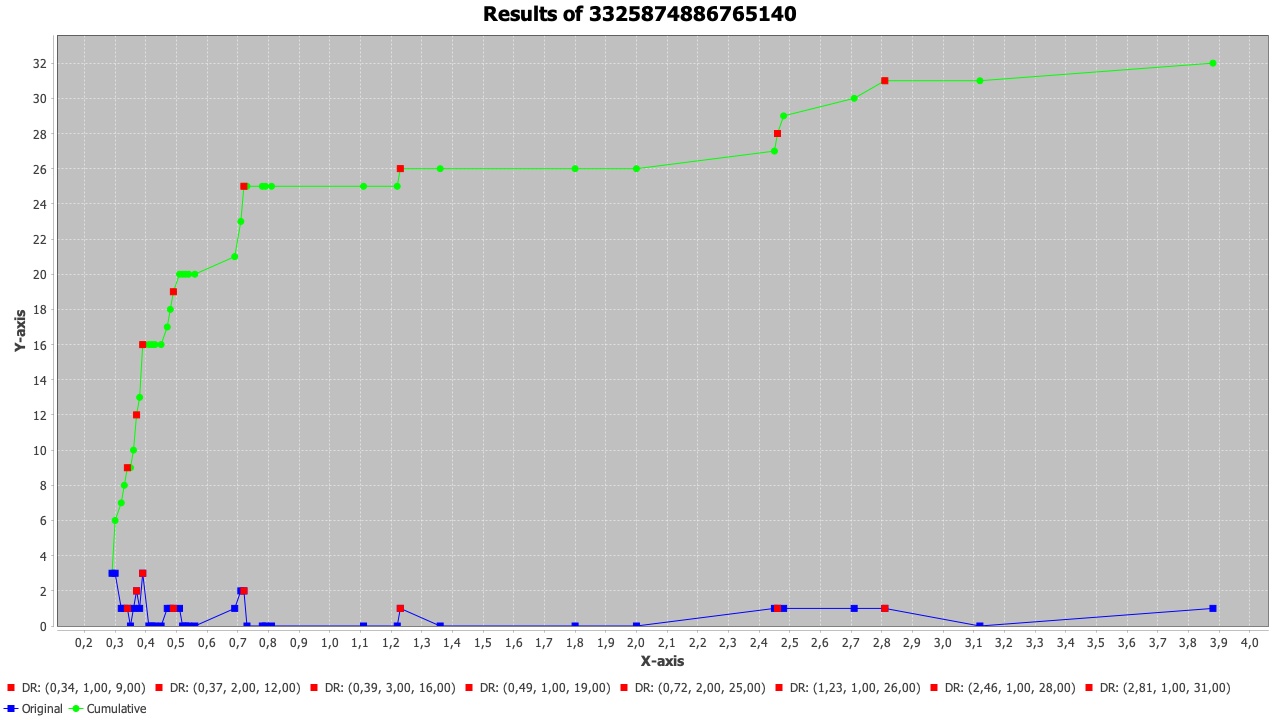 Results of 3325874886765140
Y-axis
32
30
28
26
24
22
20
18
16
14
12
10
8
6
4
2
0
0,2 0,3 0,4 0,5 0,6 0,7 0,8 0,9 1,0 1,1 1,2 1,3 1,4 1,5 1,6 1,7 1,8 1,9 2,0 2,1 2,2 2,3 2,4 2,5 2,6 2,7 2,8 2,9 3,0 3,1 3,2 3,3 3,4 3,5 3,6 3,7 3,8 3,9 4,0
X-axis
DR: (0,34, 1,00, 9,00) DR: (0,37, 2,00, 12,00) DR: (0,39, 3,00, 16,00) DR: (0,49, 1,00, 19,00) DR: (0,72, 2,00, 25,00) DR: (1,23, 1,00, 26,00) DR: (2,46, 1,00, 28,00) DR: (2,81, 1,00, 31,00)
Original Cumulative